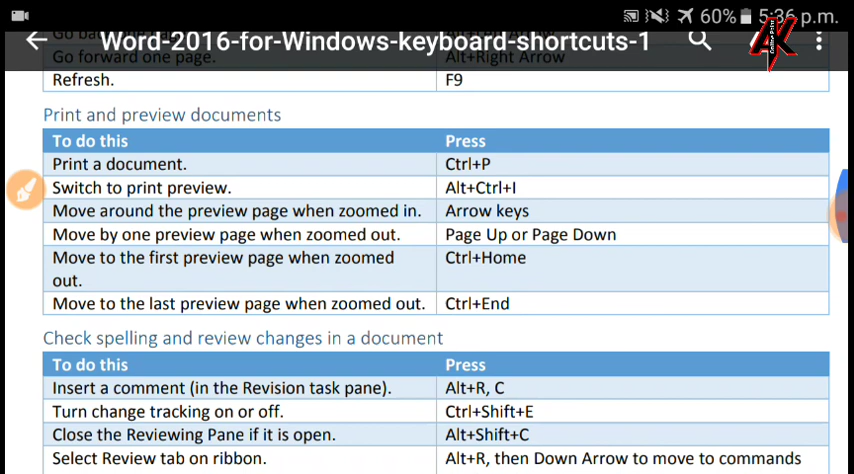 60% 5:36 p.m.
Word-2016-for-Windows-keyboard-shortcuts-1
Go forward one page. Alt+Right Arrow
Refresh. F9
Print and preview documents
To do this Press
Print a document. Ctrl+P
Switch to print preview. Alt+Ctrl+I
Move around the preview page when zoomed in. Arrow keys
Move by one preview page when zoomed out. Page Up or Page Down
Move to the first preview page when zoomed Ctrl+Home
out.
Move to the last preview page when zoomed out. Ctrl+End
Check spelling and review changes in a document
To do this Press
Insert a comment (in the Revision task pane). Alt+R, C
Turn change tracking on or off. Ctrl+Shift+E
Close the Reviewing Pane if it is open. Alt+Shift+C
Select Review tab on ribbon. Alt+R, then Down Arrow to move to commands